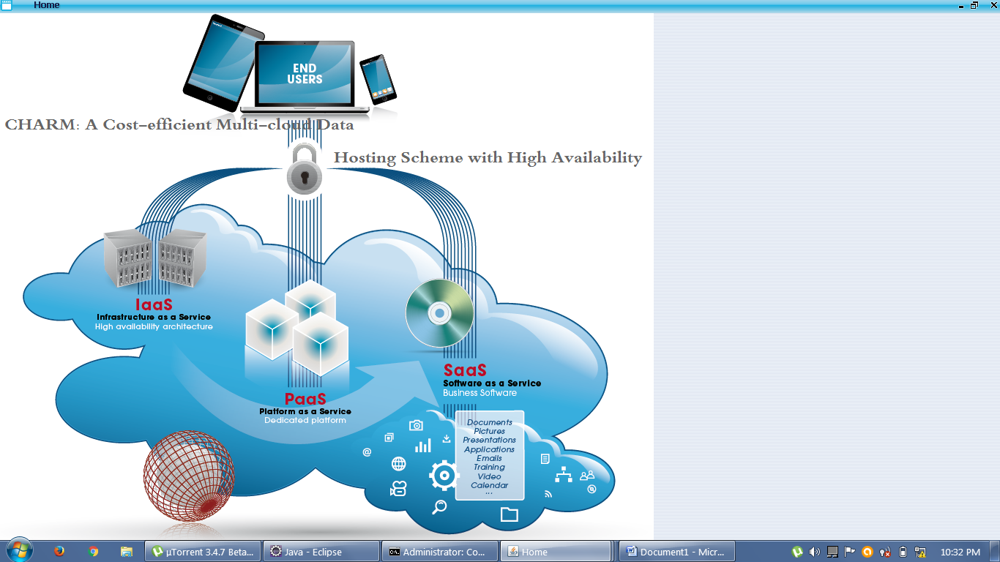 Home
END
USERS
CHARM: A Cost-efficient Multi-cloud Data
Hosting Scheme with High Availability
IaaS
Infrastructure as a Service
High availability architecture
PaaS
Platform as a Service
Dedicated platform
SaaS
Software as a Service
Business Software
Documents
Pictures
Presentations
Applications
Emails
Training
Video
Calendar
...
@
µTorrent 3.4.7 Beta...
Java - Eclipse
Administrator: Co...
Home
Document1 - Micr...
10:32 PM